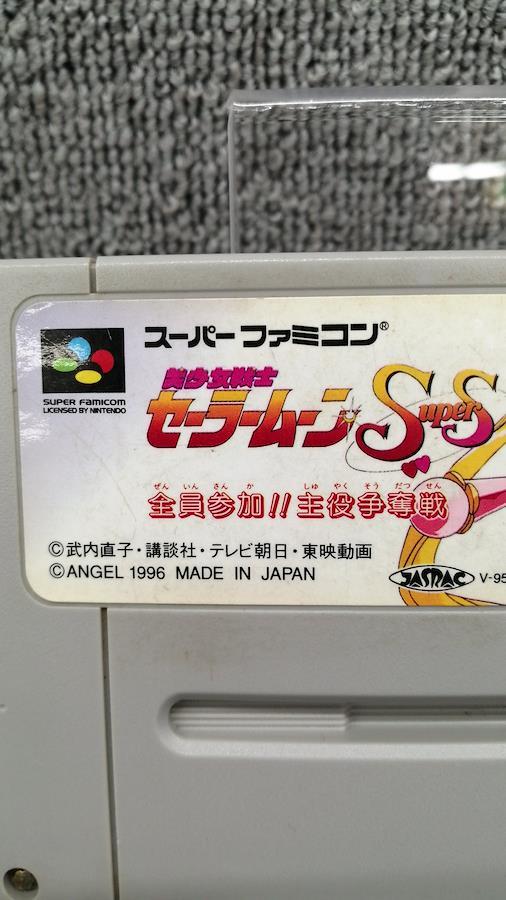 スーパーファミコン®
SUPER FAMICOM
LICENSED BY NINTENDO
美少女戦士
セーラームーン SuperS
ぜんいんさんか しゅやくそうだつせん
全員参加!! 主役争奪戦
©武内直子・講談社・テレビ朝日・東映動画
©ANGEL 1996 MADE IN JAPAN
JASRAC V-95